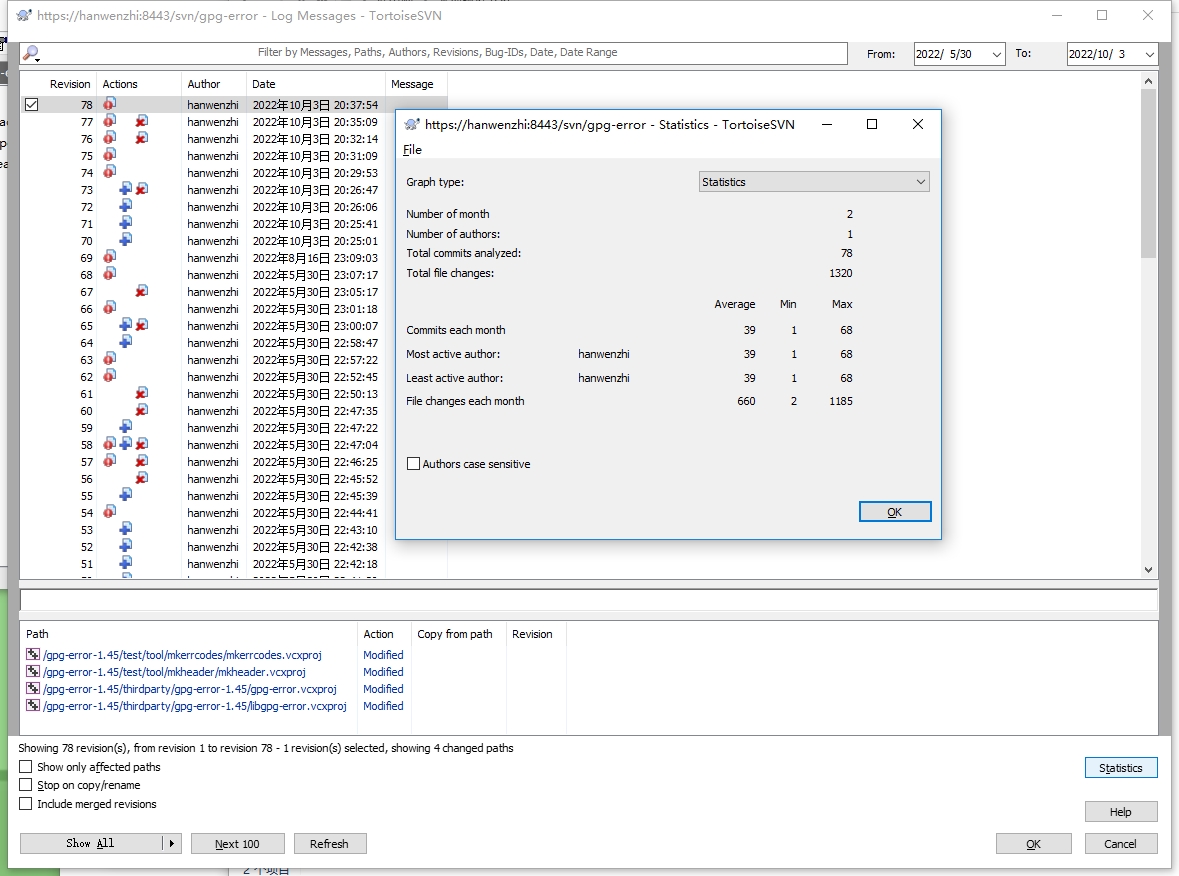 https://hanwenzhi:8443/svn/gpg-error - Log Messages - TortoiseSVN
Filter by Messages, Paths, Authors, Revisions, Bug-IDs, Date, Date Range
From: 2022/ 5/30 To: 2022/10/ 3
Revision Actions Author Date Message
78 hanwenzhi 2022年10月3日 20:37:54
77 hanwenzhi 2022年10月3日 20:35:09
76 hanwenzhi 2022年10月3日 20:32:14
75 hanwenzhi 2022年10月3日 20:31:09
74 hanwenzhi 2022年10月3日 20:29:53
73 hanwenzhi 2022年10月3日 20:26:47
72 hanwenzhi 2022年10月3日 20:26:06
71 hanwenzhi 2022年10月3日 20:25:41
70 hanwenzhi 2022年10月3日 20:25:01
69 hanwenzhi 2022年8月16日 23:09:03
68 hanwenzhi 2022年5月30日 23:07:17
67 hanwenzhi 2022年5月30日 23:05:17
66 hanwenzhi 2022年5月30日 23:01:18
65 hanwenzhi 2022年5月30日 23:00:07
64 hanwenzhi 2022年5月30日 22:58:47
63 hanwenzhi 2022年5月30日 22:57:22
62 hanwenzhi 2022年5月30日 22:52:45
61 hanwenzhi 2022年5月30日 22:50:13
60 hanwenzhi 2022年5月30日 22:47:35
59 hanwenzhi 2022年5月30日 22:47:22
58 hanwenzhi 2022年5月30日 22:47:04
57 hanwenzhi 2022年5月30日 22:46:25
56 hanwenzhi 2022年5月30日 22:45:52
55 hanwenzhi 2022年5月30日 22:45:39
54 hanwenzhi 2022年5月30日 22:44:41
53 hanwenzhi 2022年5月30日 22:43:10
52 hanwenzhi 2022年5月30日 22:42:38
51 hanwenzhi 2022年5月30日 22:42:18
https://hanwenzhi:8443/svn/gpg-error - Statistics - TortoiseSVN
File
Graph type: Statistics
Number of month 2
Number of authors: 1
Total commits analyzed: 78
Total file changes: 1320
Average Min Max
Commits each month 39 1 68
Most active author: hanwenzhi 39 1 68
Least active author: hanwenzhi 39 1 68
File changes each month 660 2 1185
Authors case sensitive
OK
Path Action Copy from path Revision
/gpg-error-1.45/test/tool/mkerrcodes/mkerrcodes.vcxproj Modified
/gpg-error-1.45/test/tool/mkheader/mkheader.vcxproj Modified
/gpg-error-1.45/thirdparty/gpg-error-1.45/gpg-error.vcxproj Modified
/gpg-error-1.45/thirdparty/gpg-error-1.45/libgpg-error.vcxproj Modified
Showing 78 revision(s), from revision 1 to revision 78 - 1 revision(s) selected, showing 4 changed paths
Show only affected paths
Statistics
Stop on copy/rename
Include merged revisions
Help
Show All Next 100 Refresh OK Cancel
2 个项目